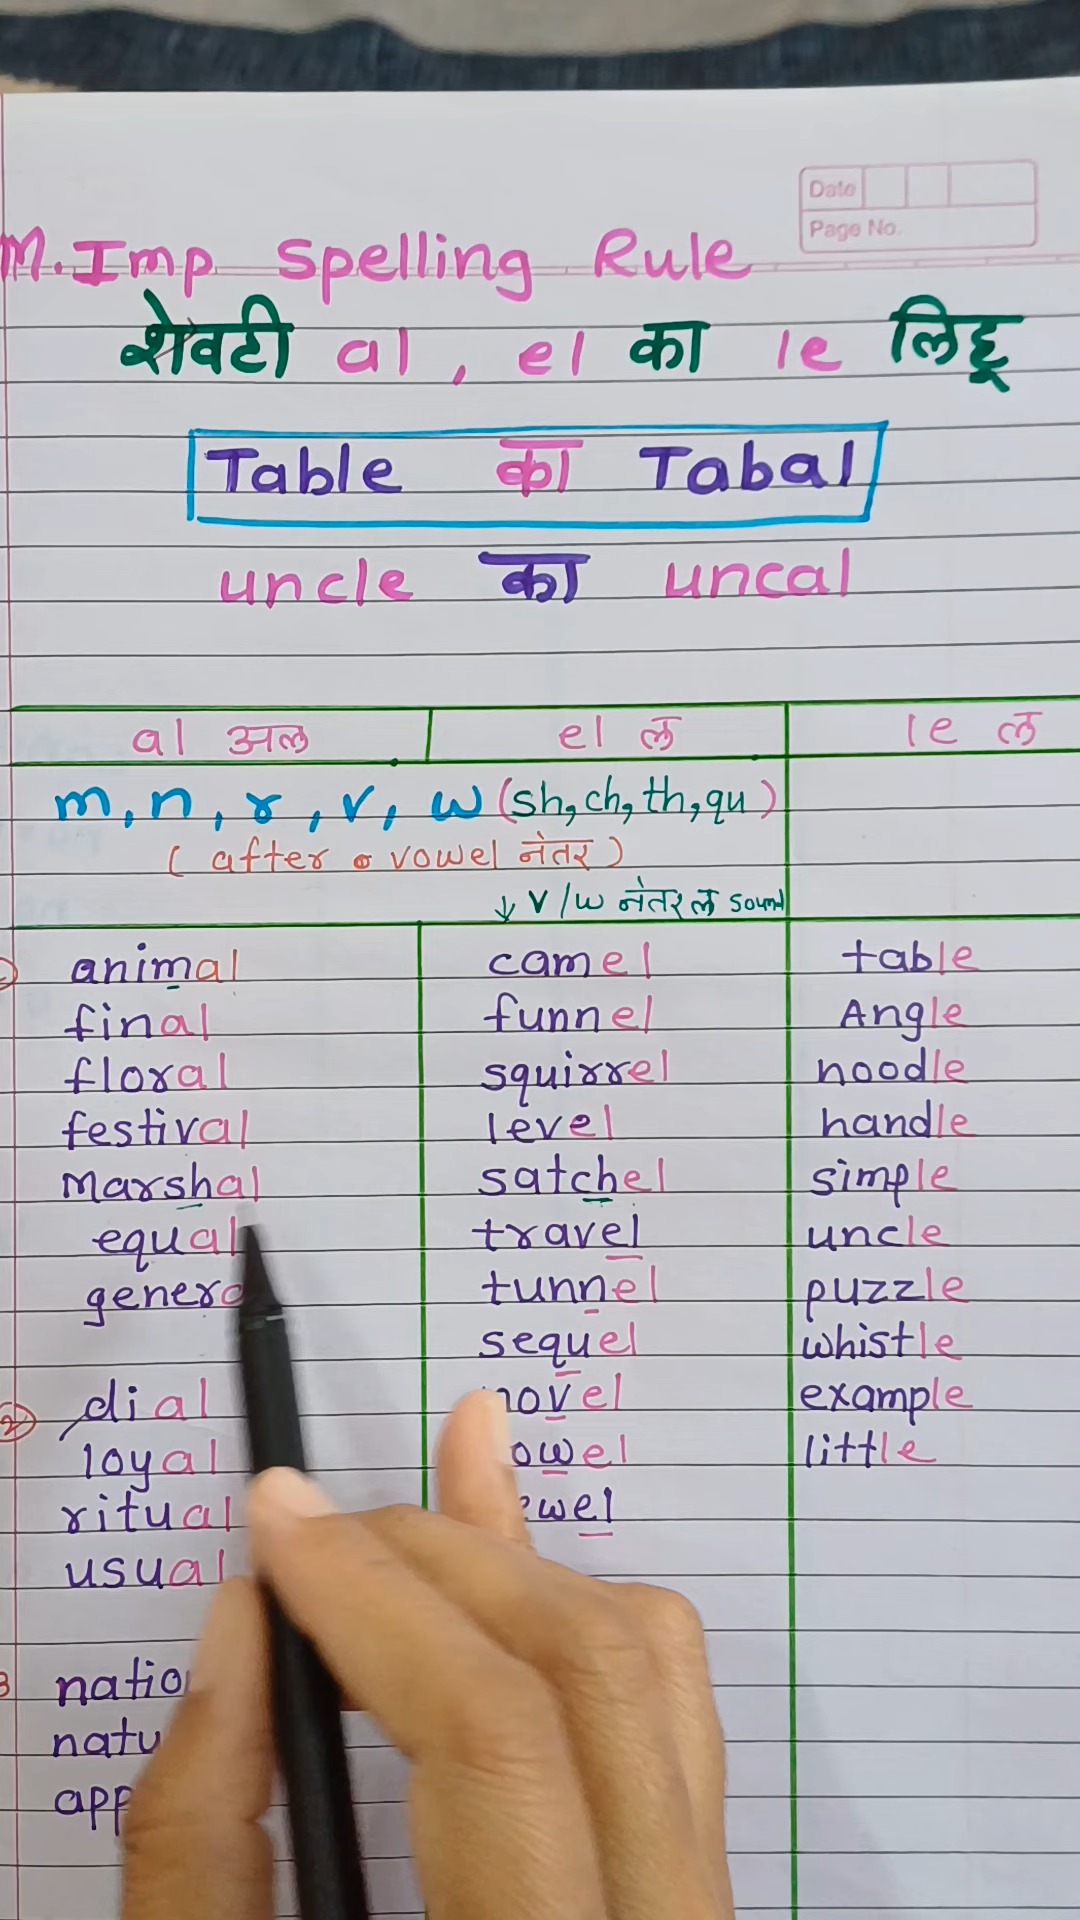 Date
Page No.
M. Imp Spelling Rule
शेवटी al, el का le लिहू
Table का Tabal
uncle का uncal
al अल el ल le ल
m, n, r, v, w (sh, ch, th, qu)
(after vowel नंतर)
↓ v/w नंतर ल sound
animal camel table
final funnel Angle
floral squirrel noodle
festival level handle
Marshal satchel simple
equal travel uncle
tunnel puzzle
sequel whistle
2 dial example
loyal little
ritual
usual
3